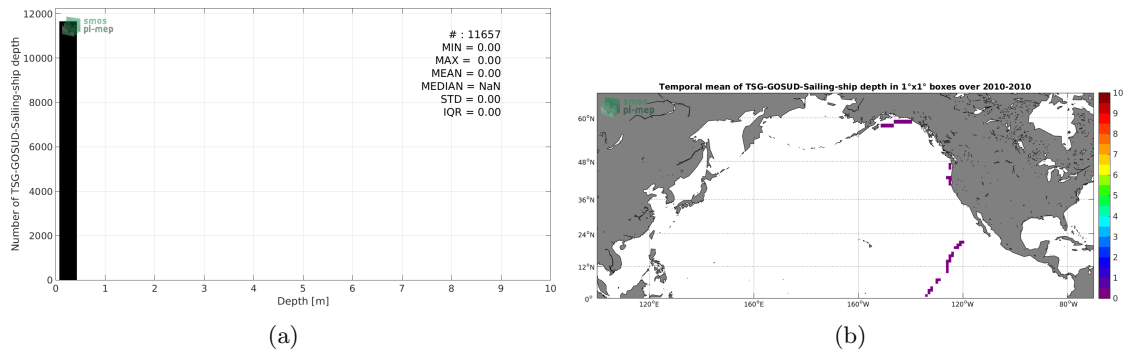 12000
10000
8000
6000
4000
2000
0
Number of TSG-GOSUD-Sailing-ship depth
smos
pi-mep
# : 11657
MIN = 0.00
MAX = 0.00
MEAN = 0.00
MEDIAN = NaN
STD = 0.00
IQR = 0.00
0 1 2 3 4 5 6 7 8 9 10
Depth [m]
(a)
Temporal mean of TSG-GOSUD-Sailing-ship depth in 1°x1° boxes over 2010-2010
smos
pi-mep
60°N
48°N
36°N
24°N
12°N
0°
120°E 160°E 160°W 120°W 80°W
10
9
8
7
6
5
4
3
2
1
0
(b)